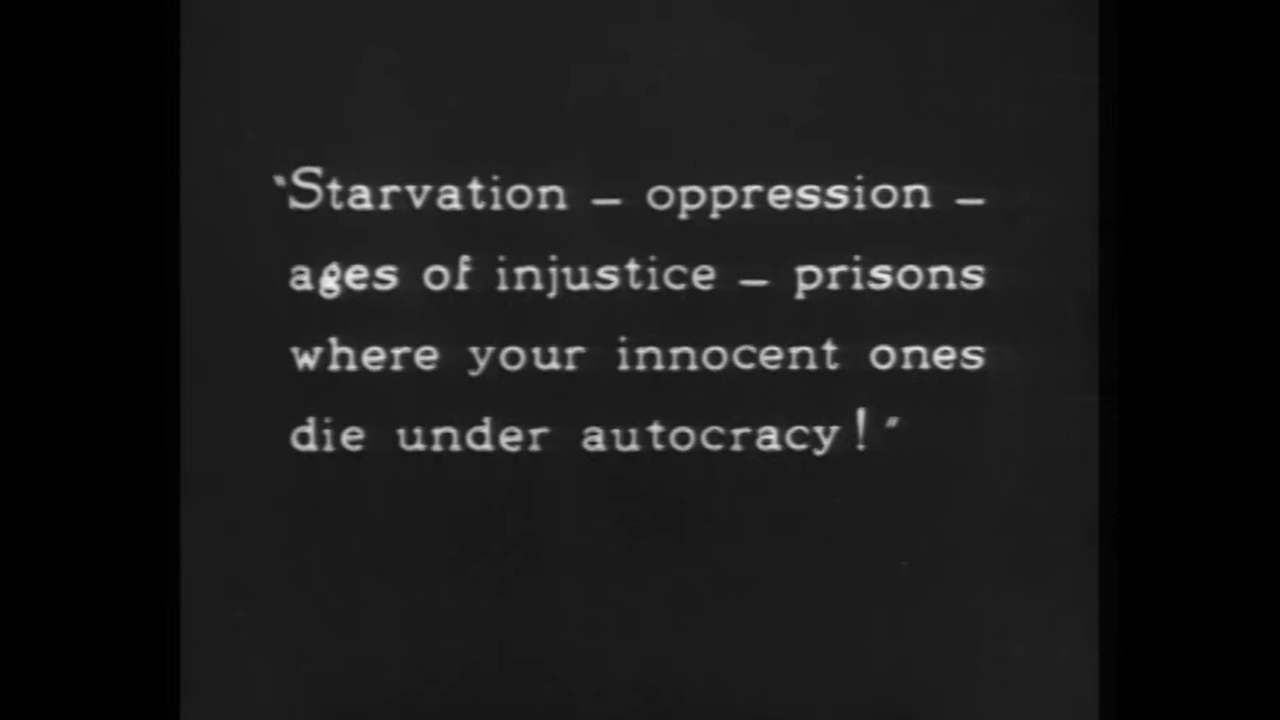 "Starvation – oppression –
ages of injustice – prisons
where your innocent ones
die under autocracy!"